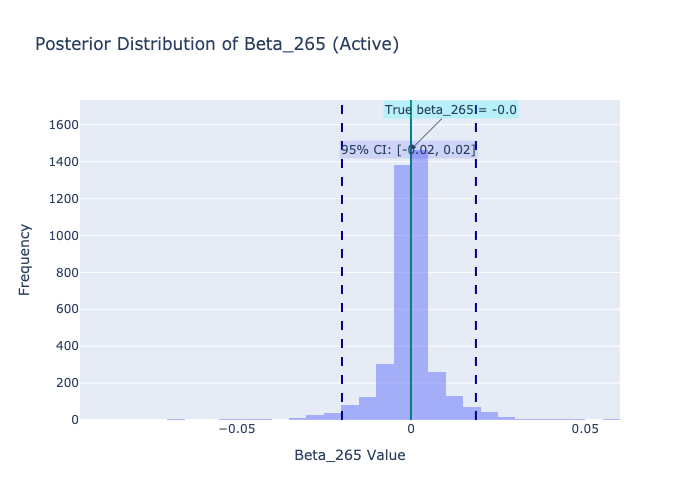 Posterior Distribution of Beta_265 (Active)
True beta_265 = -0.0
95% CI: [-0.02, 0.02]
1600
1400
1200
1000
800
600
400
200
0
Frequency
−0.05
0
0.05
Beta_265 Value